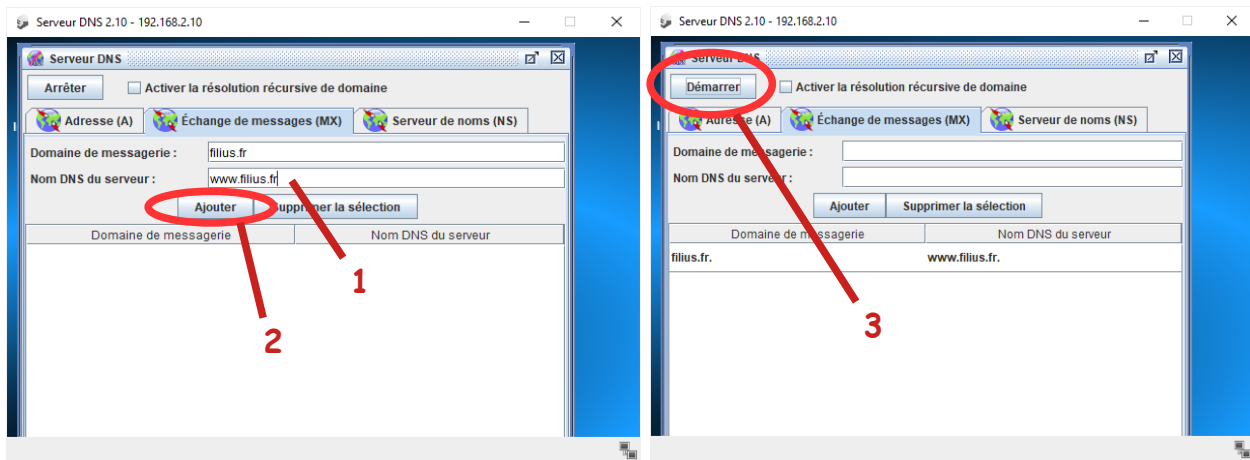 Serveur DNS 2.10 - 192.168.2.10
Serveur DNS
Arrêter
Activer la résolution récursive de domaine
Adresse (A)
Échange de messages (MX)
Serveur de noms (NS)
Domaine de messagerie :
filius.fr
Nom DNS du serveur :
www.filius.fr
Ajouter
Supprimer la sélection
Domaine de messagerie
Nom DNS du serveur
1
2
Serveur DNS 2.10 - 192.168.2.10
Serveur DNS
Démarrer
Activer la résolution récursive de domaine
Adresse (A)
Échange de messages (MX)
Serveur de noms (NS)
Domaine de messagerie :
Nom DNS du serveur :
Ajouter
Supprimer la sélection
Domaine de messagerie
Nom DNS du serveur
filius.fr.
www.filius.fr.
3